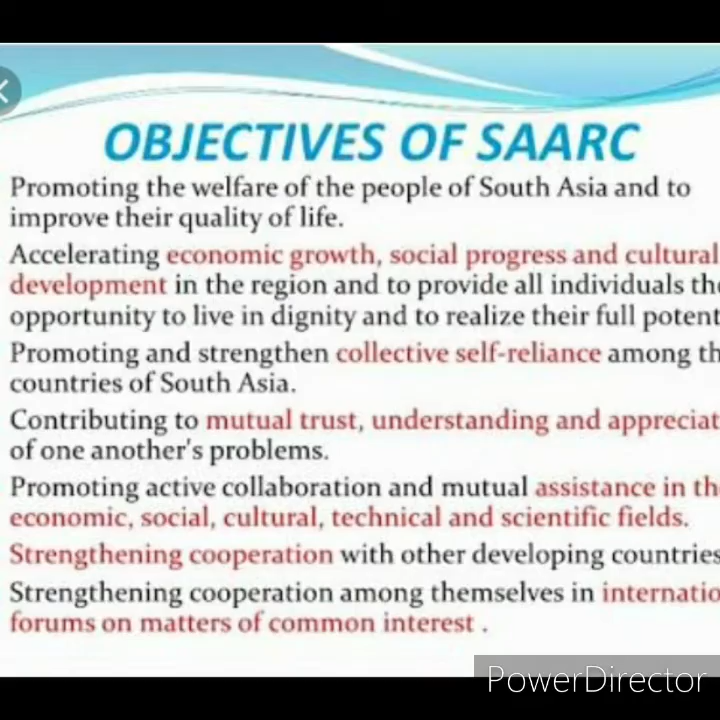 OBJECTIVES OF SAARC
Promoting the welfare of the people of South Asia and to
improve their quality of life.
Accelerating economic growth, social progress and cultural
development in the region and to provide all individuals
opportunity to live in dignity and to realize their full
Promoting and strengthen collective self-reliance among
countries of South Asia.
Contributing to mutual trust, understanding and
of one another's problems.
Promoting active collaboration and mutual assistance in
economic, social, cultural, technical and scientific fields.
Strengthening cooperation with other developing countries
Strengthening cooperation among themselves in
forums on matters of common interest .
PowerDirector